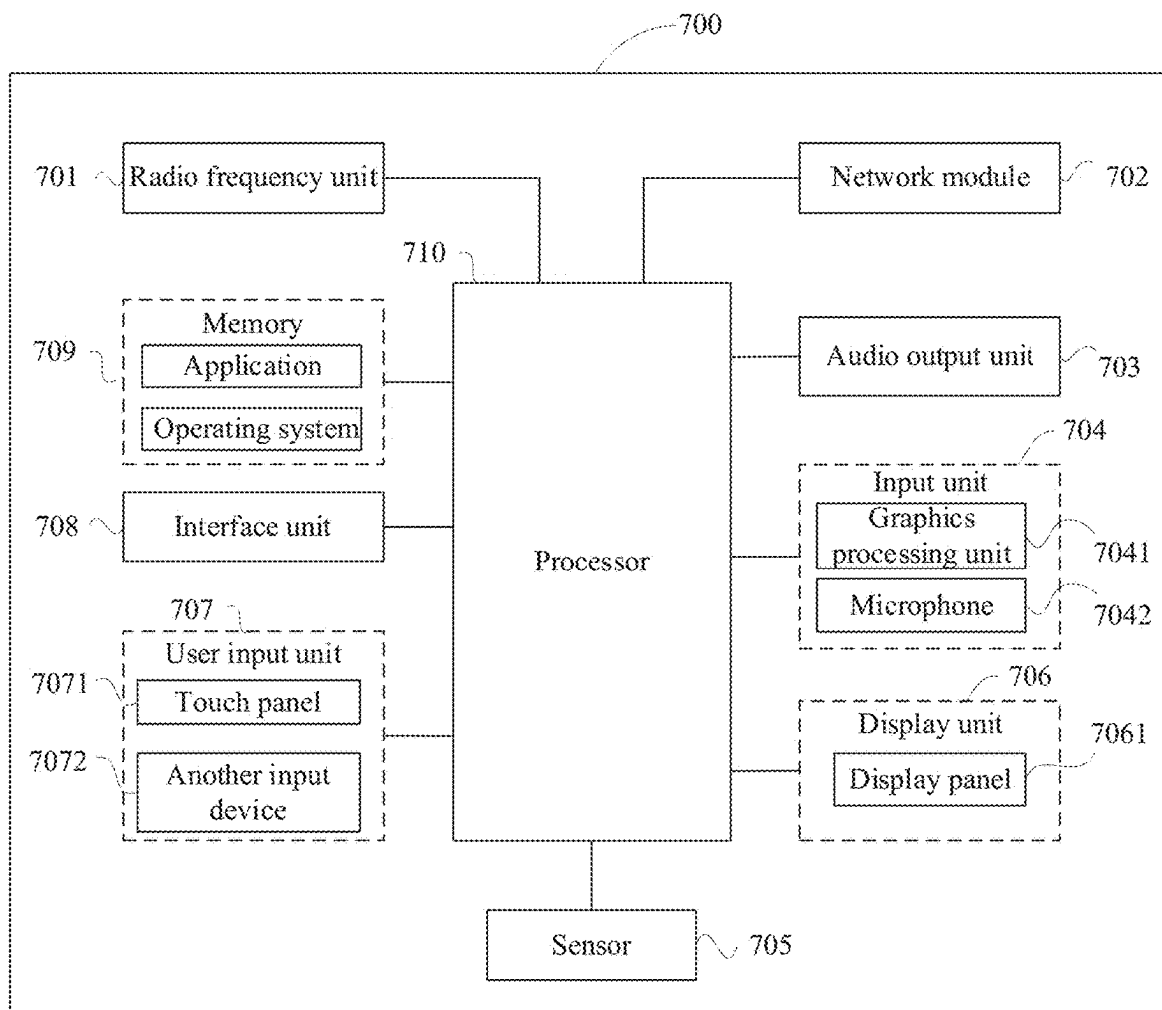 700
701
Radio frequency unit
Network module
702
710
709
Memory
Application
Operating system
Audio output unit
703
704
Input unit
Graphics
processing unit
7041
Microphone
7042
708
Interface unit
Processor
707
User input unit
7071
Touch panel
7072
Another input
device
706
Display unit
7061
Display panel
Sensor
705